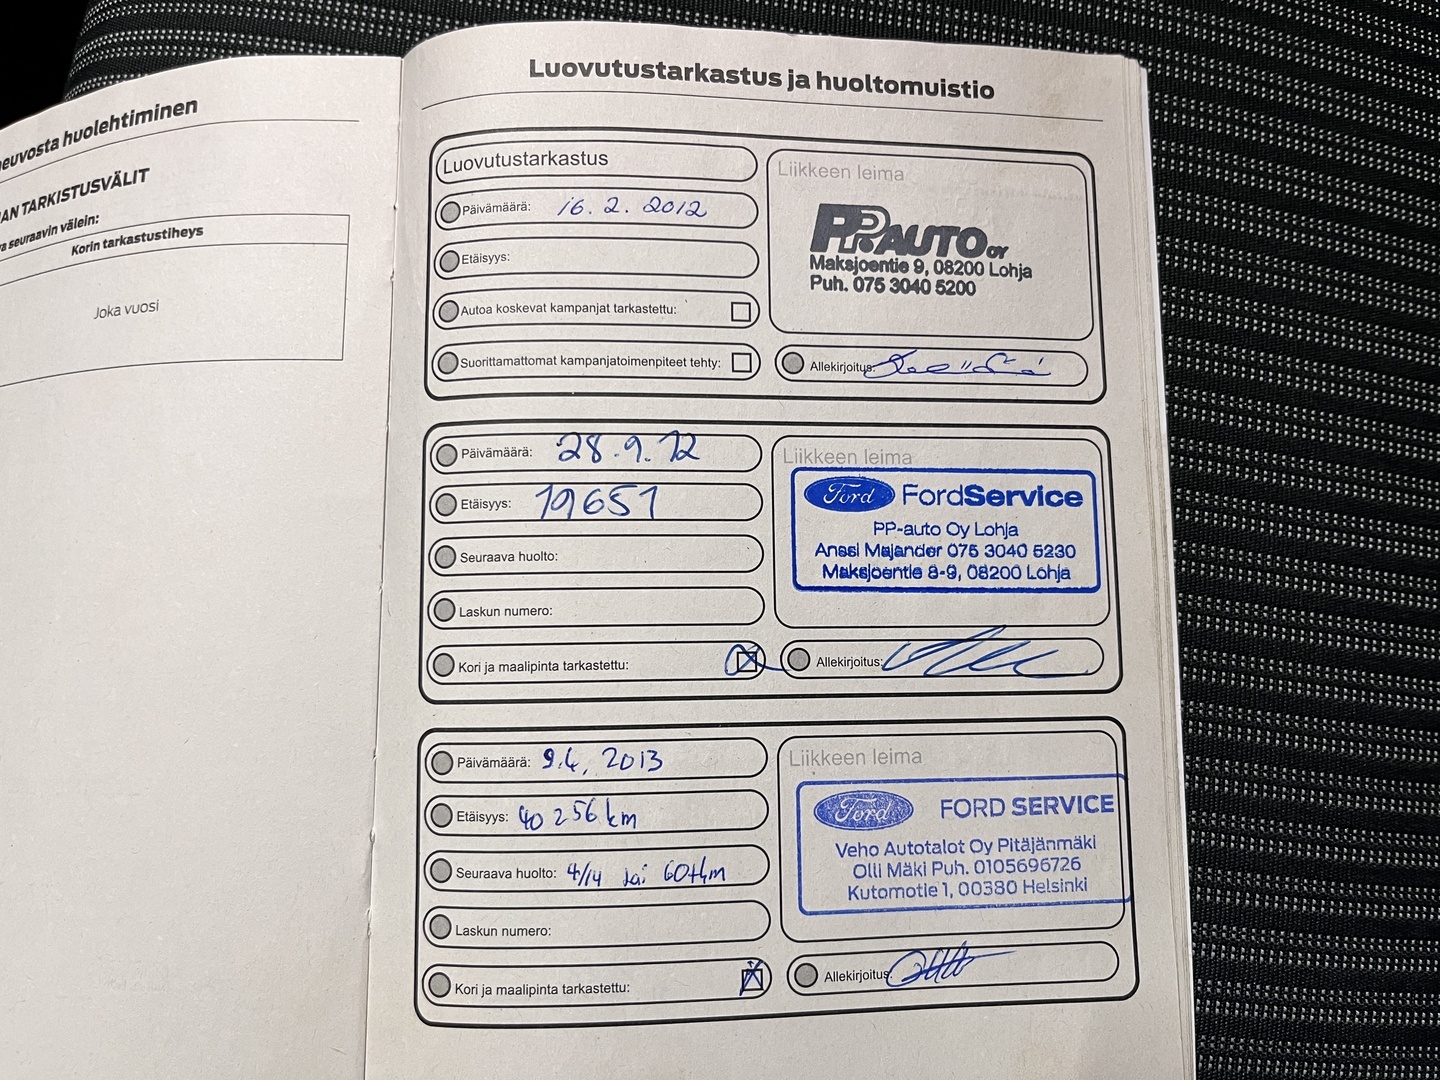 euvosta huolehtiminen
AN TARKISTUSVÄLIT
a seuraavin välein:
Korin tarkastustiheys
Joka vuosi
Luovutustarkastus ja huoltomuistio
Luovutustarkastus
Päivämäärä: 16. 2. 2012
Etäisyys:
Autoa koskevat kampanjat tarkastettu:
Suorittamattomat kampanjatoimenpiteet tehty:
Liikkeen leima
PP.AUTO OY
Maksjoentie 9, 08200 Lohja
Puh. 075 3040 5200
Allekirjoitus:
Päivämäärä: 28.9.12
Etäisyys: 19651
Seuraava huolto:
Laskun numero:
Kori ja maalipinta tarkastettu:
Liikkeen leima
Ford FordService
PP-auto Oy Lohja
Anssi Majander 075 3040 5230
Maksjoentie 8-9, 08200 Lohja
Allekirjoitus:
Päivämäärä: 9.4. 2013
Etäisyys: 40 256 km
Seuraava huolto: 4/14 tai 60tkm
Laskun numero:
Kori ja maalipinta tarkastettu:
Liikkeen leima
Ford FORD SERVICE
Veho Autotalot Oy Pitäjänmäki
Olli Mäki Puh. 0105696726
Kutomotie 1, 00380 Helsinki
Allekirjoitus: